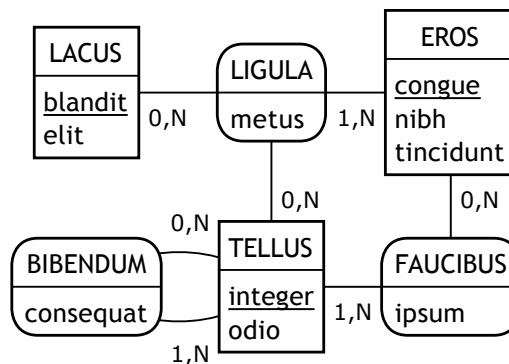 LACUS
blandit
elit
0,N
LIGULA
metus
1,N
EROS
congue
nibh
tincidunt
0,N
0,N
0,N
BIBENDUM
consequat
1,N
TELLUS
integer
odio
1,N
FAUCIBUS
ipsum